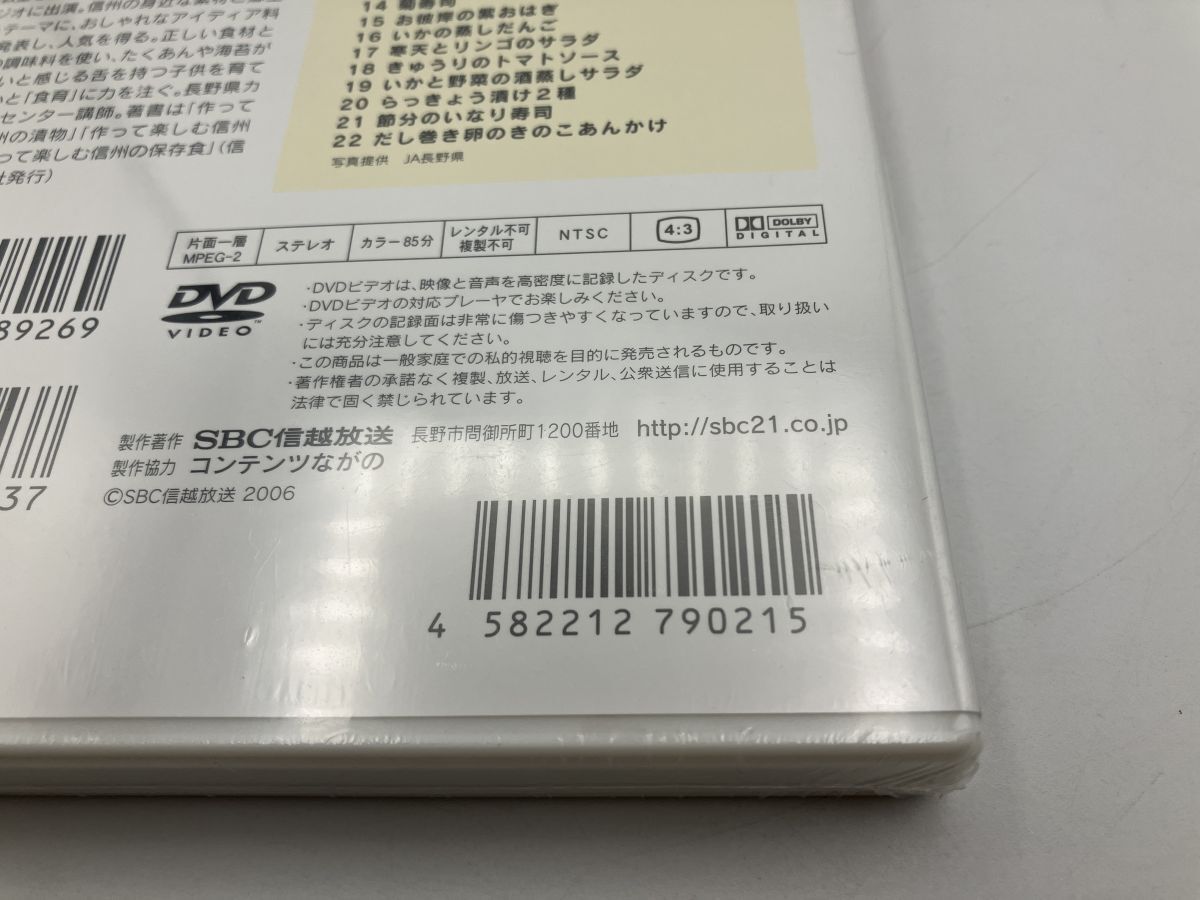 ジオに出演。信州の身近な素材と
テーマに、おしゃれなアイディア料
発表し、人気を得る。正しい食材と
の調味料を使い、たくあんや海苔が
いと感じる舌を持つ子供を育て
いと「食育」に力を注ぐ。長野県カ
センター講師。著書は「作って
州の漬物」「作って楽しむ信州
って楽しむ信州の保存食」(信
社発行)
14 菊寿司
15 お彼岸の紫おはぎ
16 いかの蒸しだんご
17 寒天とリンゴのサラダ
18 きゅうりのトマトソース
19 いかと野菜の酒蒸しサラダ
20 らっきょう漬け2種
21 節分のいなり寿司
22 だし巻き卵のきのこあんかけ
写真提供 JA長野県
片面一層 MPEG-2
ステレオ
カラー85分
レンタル不可 複製不可
NTSC
4:3
DOLBY DIGITAL
DVD VIDEO™
・DVDビデオは、映像と音声を高密度に記録したディスクです。
・DVDビデオの対応プレーヤでお楽しみください。
・ディスクの記録面は非常に傷つきやすくなっていますので、取り扱い
には充分注意してください。
・この商品は一般家庭での私的視聴を目的に発売されるものです。
・著作権者の承諾なく複製、放送、レンタル、公衆送信に使用することは
法律で固く禁じられています。
89269
37
製作著作 SBC信越放送 長野市問御所町1200番地 http://sbc21.co.jp
製作協力 コンテンツながの
©SBC信越放送 2006
4 582212 790215